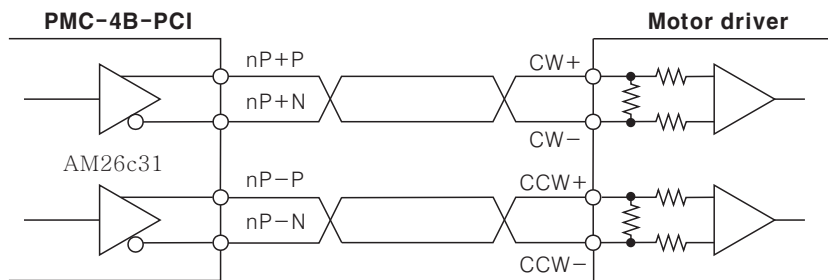 PMC-4B-PCI
Motor driver
nP+P
CW+
nP+N
CW-
AM26c31
nP-P
CCW+
nP-N
CCW-